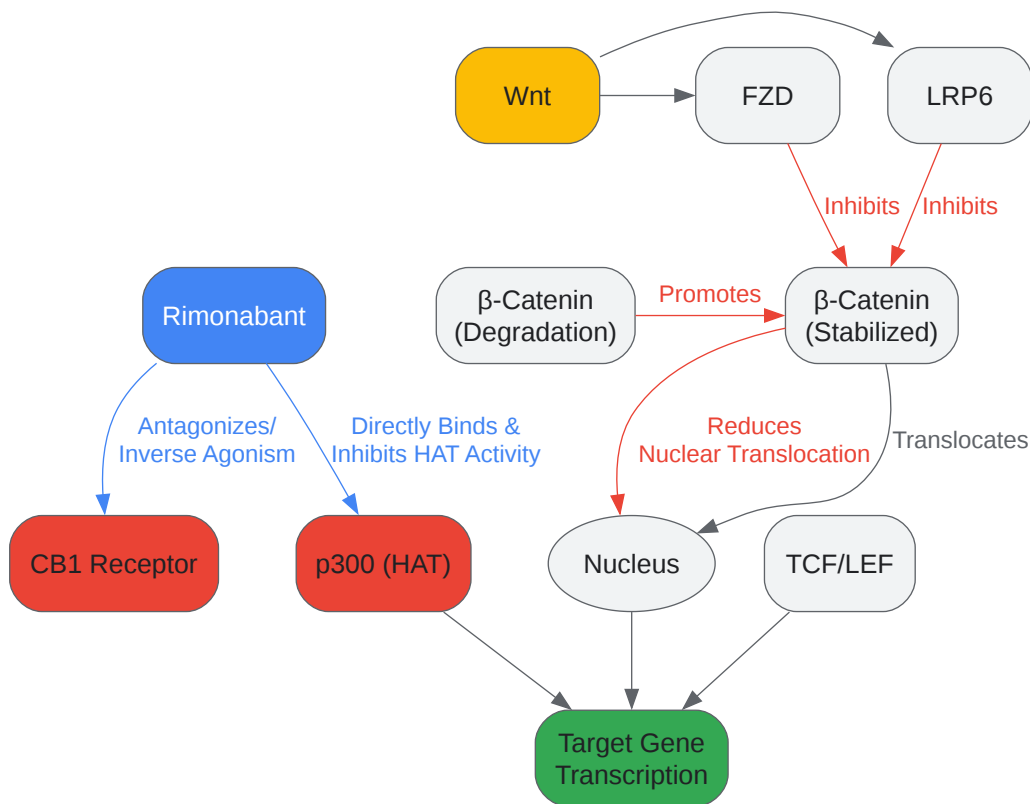 Wnt
FZD
LRP6
Inhibits
Inhibits
Rimonabant
β-Catenin
(Degradation)
Promotes
β-Catenin
(Stabilized)
Antagonizes/
Inverse Agonism
Directly Binds &
Inhibits HAT Activity
Reduces
Nuclear Translocation
Translocates
CB1 Receptor
p300 (HAT)
Nucleus
TCF/LEF
Target Gene
Transcription